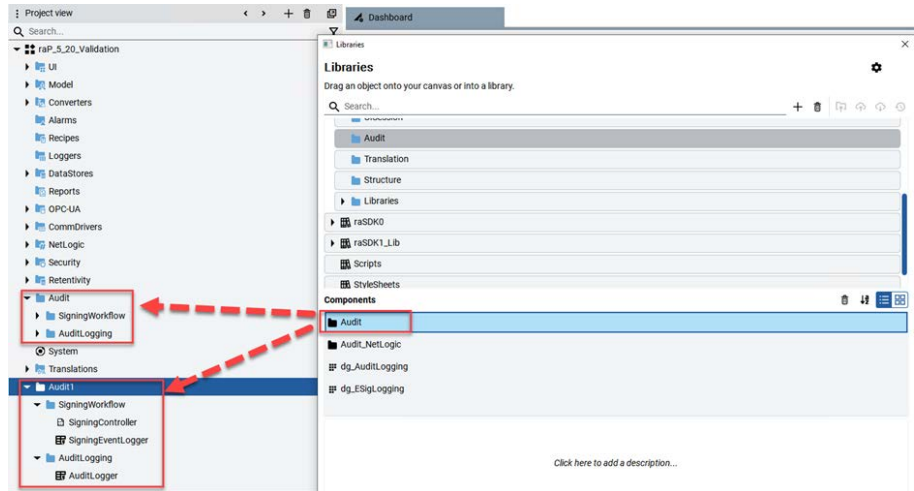 Project view
Search...
raP_5_20_Validation
UI
Model
Converters
Alarms
Recipes
Loggers
DataStores
Reports
OPC-UA
CommDrivers
NetLogic
Security
Retentivity
Audit
SigningWorkflow
AuditLogging
System
Translations
Audit1
SigningWorkflow
SigningController
SigningEventLogger
AuditLogging
AuditLogger
Dashboard
Libraries
Libraries
Drag an object onto your canvas or into a library.
Search...
Audit
Translation
Structure
Libraries
raSDK0
raSDK1_Lib
Scripts
StyleSheets
Components
Audit
Audit_NetLogic
dg_AuditLogging
dg_ESigLogging
Click here to add a description...